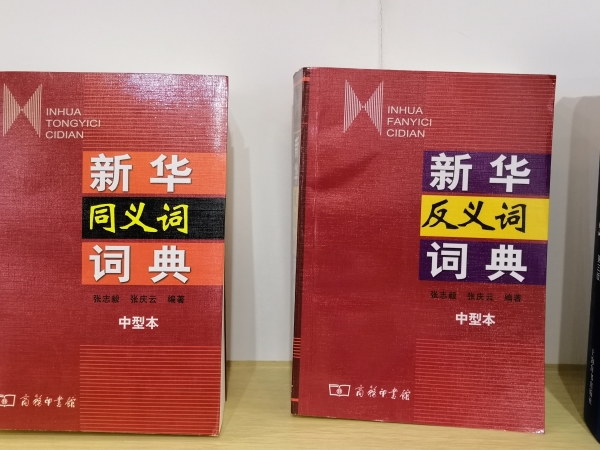 INHUA
TONGYICI
CIDIAN
新华
同义词
词典
张志毅 张庆云 编著
中型本
商务印书馆
INHUA
FANYICI
CIDIAN
新华
反义词
词典
张志毅 张庆云 编著
中型本
商务印书馆